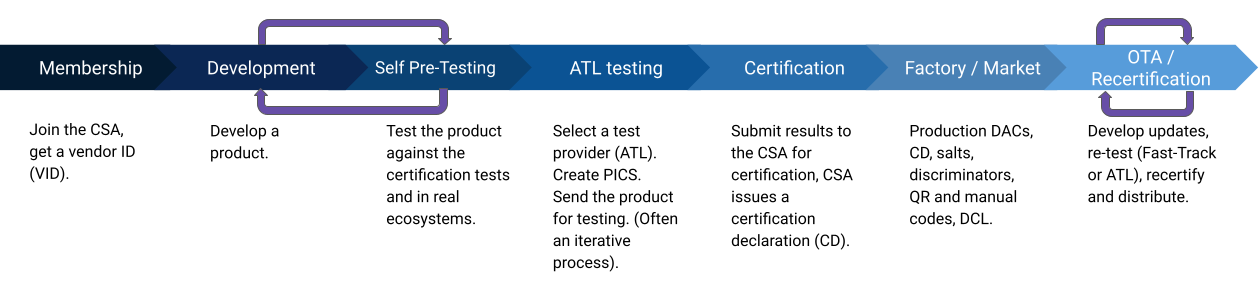 Membership
Development
Self Pre-Testing
ATL testing
Certification
Factory / Market
OTA /
Recertification
Join the CSA,
get a vendor ID
(VID).
Develop a
product.
Test the product
against the
certification tests
and in real
ecosystems.
Select a test
provider (ATL).
Create PICS.
Send the product
for testing. (Often
an iterative
process).
Submit results to
the CSA for
certification, CSA
issues a
certification
declaration (CD).
Production DACs,
CD, salts,
discriminators,
QR and manual
codes, DCL.
Develop updates,
re-test (Fast-Track
or ATL), recertify
and distribute.